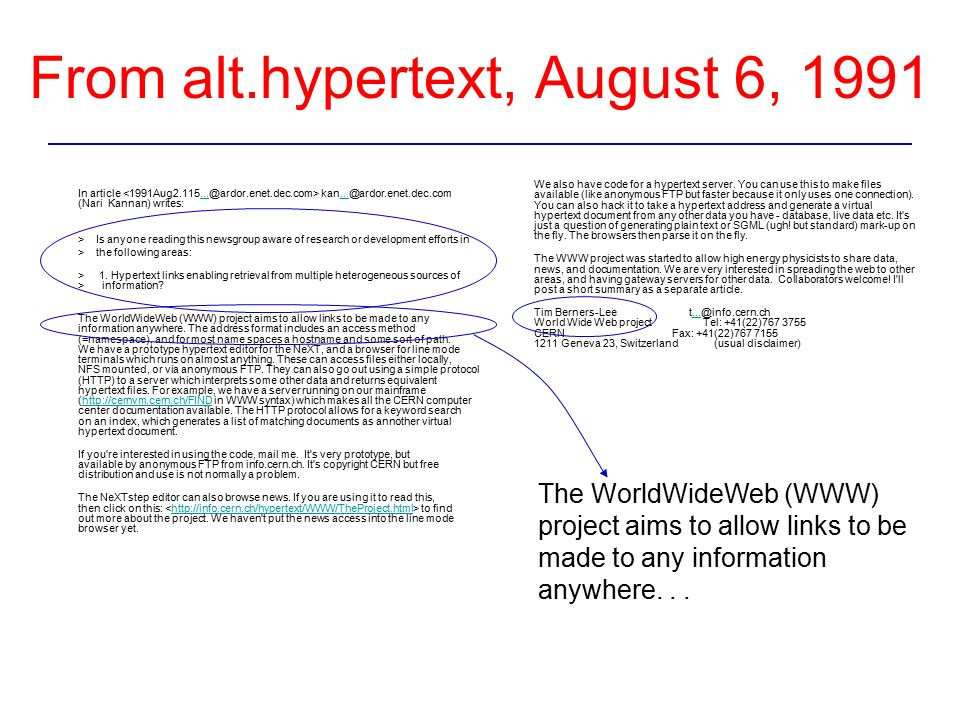 From alt.hypertext, August 6, 1991
In article <1991Aug2.115...@ardor.enet.dec.com> kan...@ardor.enet.dec.com
(Nari Kannan) writes:
> Is anyone reading this newsgroup aware of research or development efforts in
> the following areas:
> 1. Hypertext links enabling retrieval from multiple heterogeneous sources of
> information?
The WorldWideWeb (WWW) project aims to allow links to be made to any
information anywhere. The address format includes an access method
(=namespace), and for most name spaces a hostname and some sort of path.
We have a prototype hypertext editor for the NeXT, and a browser for line mode
terminals which runs on almost anything. These can access files either locally,
NFS mounted, or via anonymous FTP. They can also go out using a simple protocol
(HTTP) to a server which interprets some other data and returns equivalent
hypertext files. For example, we have a server running on our mainframe
(http://cernvm.cern.ch/FIND in WWW syntax) which makes all the CERN computer
center documentation available. The HTTP protocol allows for a keyword search
on an index, which generates a list of matching documents as annother virtual
hypertext document.
If you're interested in using the code, mail me. It's very prototype, but
available by anonymous FTP from info.cern.ch. It's copyright CERN but free
distribution and use is not normally a problem.
The NeXTstep editor can also browse news. If you are using it to read this,
then click on this: <http://info.cern.ch/hypertext/WWW/TheProject.html> to find
out more about the project. We haven't put the news access into the line mode
browser yet.
We also have code for a hypertext server. You can use this to make files
available (like anonymous FTP but faster because it only uses one connection).
You can also hack it to take a hypertext address and generate a virtual
hypertext document from any other data you have - database, live data etc. It's
just a question of generating plain text or SGML (ugh! but standard) mark-up on
the fly. The browsers then parse it on the fly.
The WWW project was started to allow high energy physicists to share data,
news, and documentation. We are very interested in spreading the web to other
areas, and having gateway servers for other data. Collaborators welcome! I'll
post a short summary as a separate article.
Tim Berners-Lee t...@info.cern.ch
World Wide Web project Tel: +41(22)767 3755
CERN Fax: +41(22)767 7155
1211 Geneva 23, Switzerland (usual disclaimer)
The WorldWideWeb (WWW)
project aims to allow links to be
made to any information
anywhere. . .